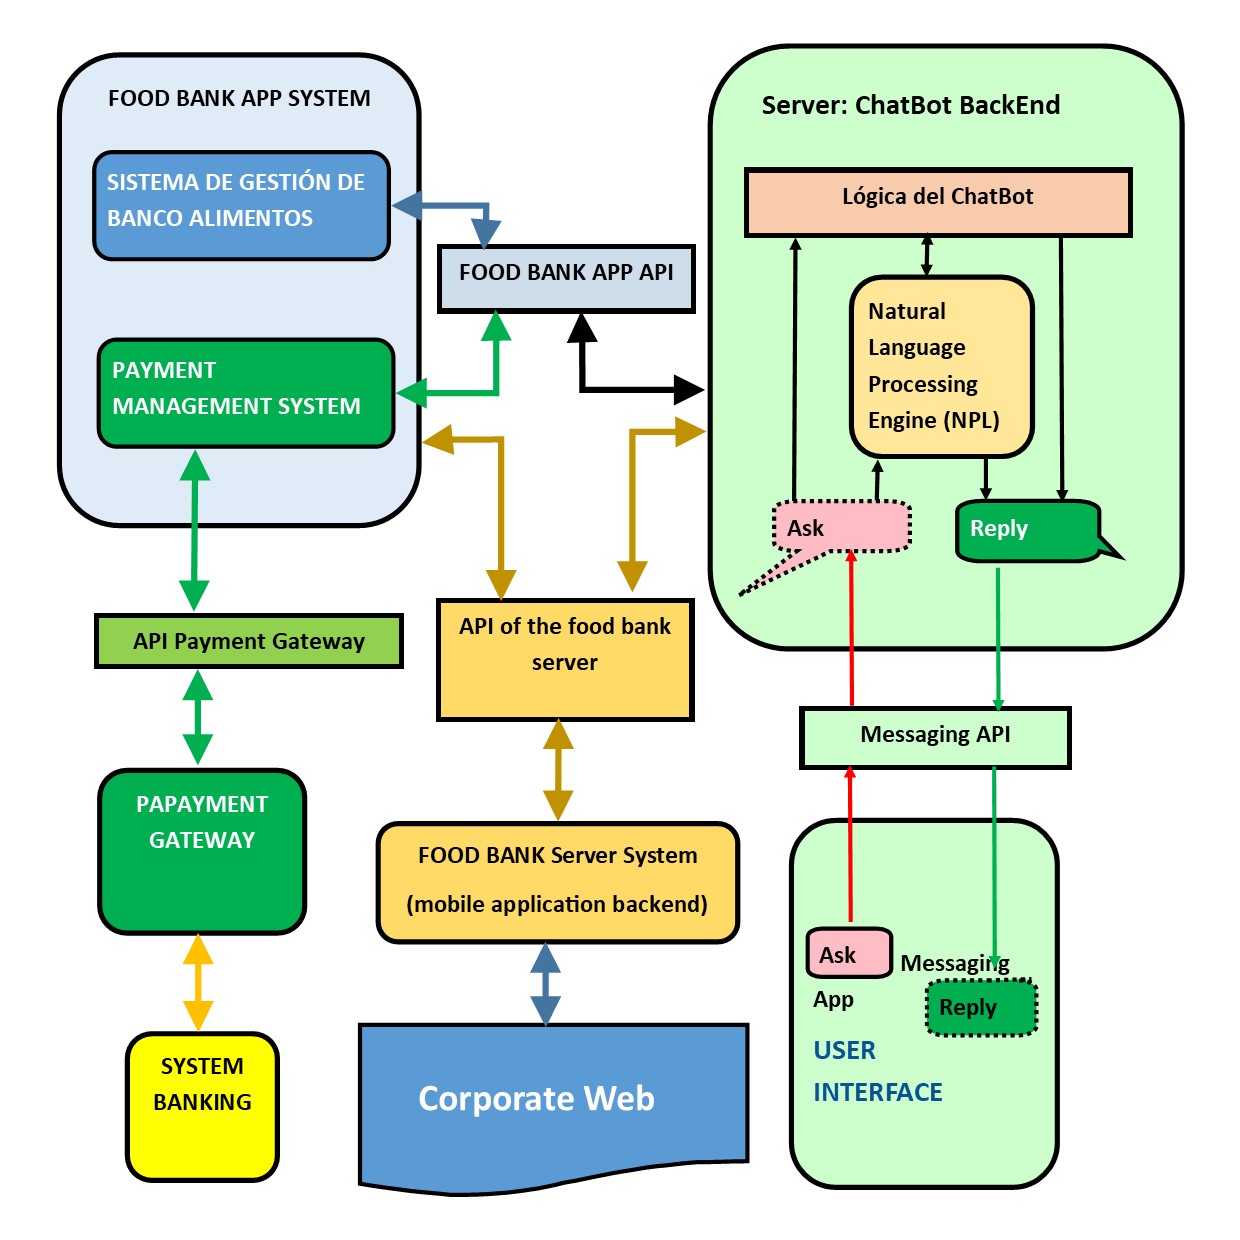 FOOD BANK APP SYSTEM
SISTEMA DE GESTIÓN DE
BANCO ALIMENTOS
PAYMENT
MANAGEMENT SYSTEM
FOOD BANK APP API
Server: ChatBot BackEnd
Lógica del ChatBot
Natural
Language
Processing
Engine (NPL)
Ask
Reply
API Payment Gateway
API of the food bank
server
Messaging API
PAPAYMENT
GATEWAY
FOOD BANK Server System
(mobile application backend)
Ask
Messaging
App
Reply
USER
INTERFACE
SYSTEM
BANKING
Corporate Web